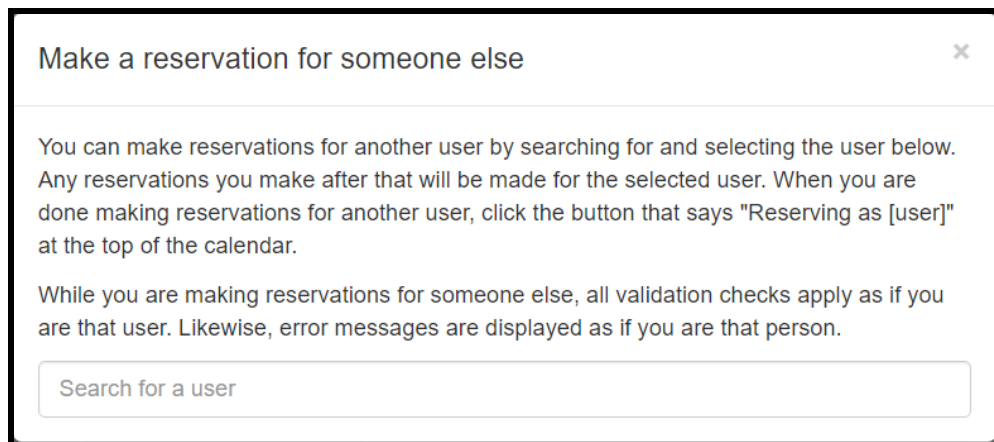 Make a reservation for someone else
×
You can make reservations for another user by searching for and selecting the user below.
Any reservations you make after that will be made for the selected user. When you are
done making reservations for another user, click the button that says "Reserving as [user]"
at the top of the calendar.
While you are making reservations for someone else, all validation checks apply as if you
are that user. Likewise, error messages are displayed as if you are that person.
Search for a user